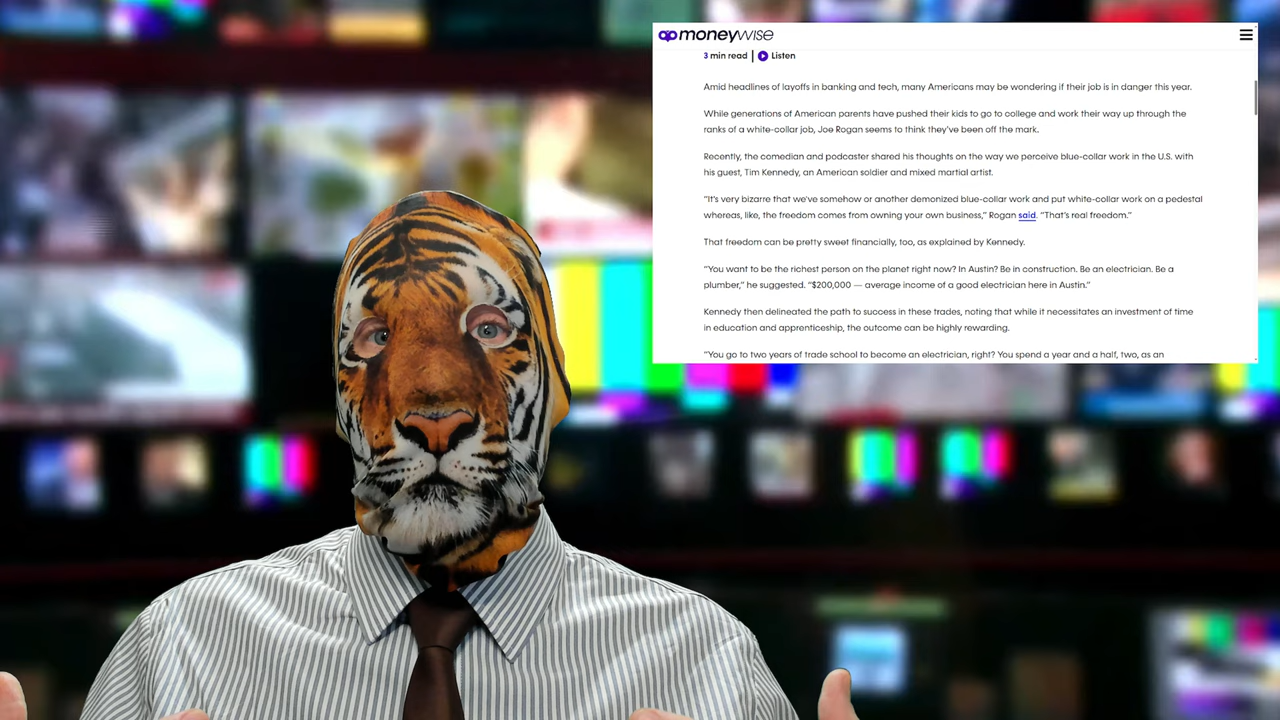 moneywise
3 min read | Listen
Amid headlines of layoffs in banking and tech, many Americans may be wondering if their job is in danger this year.
While generations of American parents have pushed their kids to go to college and work their way up through the
ranks of a white-collar job, Joe Rogan seems to think they've been off the mark.
Recently, the comedian and podcaster shared his thoughts on the way we perceive blue-collar work in the U.S. with
his guest, Tim Kennedy, an American soldier and mixed martial artist.
“It's very bizarre that we've somehow or another demonized blue-collar work and put white-collar work on a pedestal
whereas, like, the freedom comes from owning your own business,” Rogan said. “That's real freedom.”
That freedom can be pretty sweet financially, too, as explained by Kennedy.
“You want to be the richest person on the planet right now? In Austin? Be in construction. Be an electrician. Be a
plumber,” he suggested. “$200,000 — average income of a good electrician here in Austin.”
Kennedy then delineated the path to success in these trades, noting that while it necessitates an investment of time
in education and apprenticeship, the outcome can be highly rewarding.
“You go to two years of trade school to become an electrician, right? You spend a year and a half, two, as an